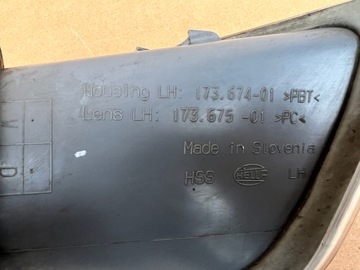 Housing LH: 173.674-01 >PBT<
Lens LH: 173.675 -01 >PC<
Made in Slovenia
HSS HELLA LH